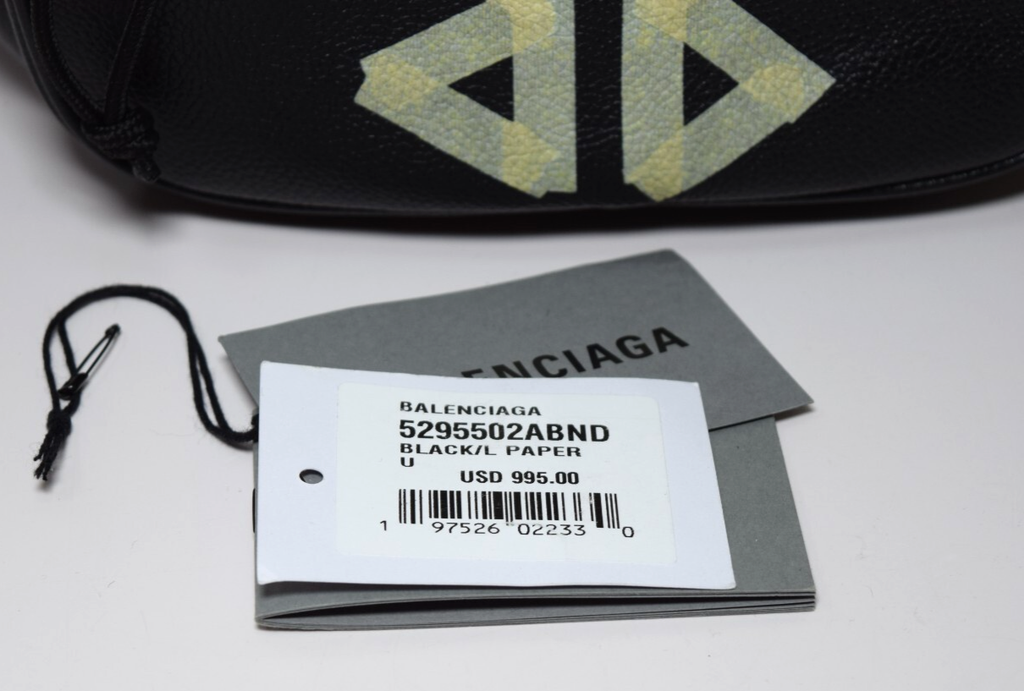 ENCIAGA
BALENCIAGA
5295502ABND
BLACK/L PAPER
U
USD 995.00
1 97526 02233 0